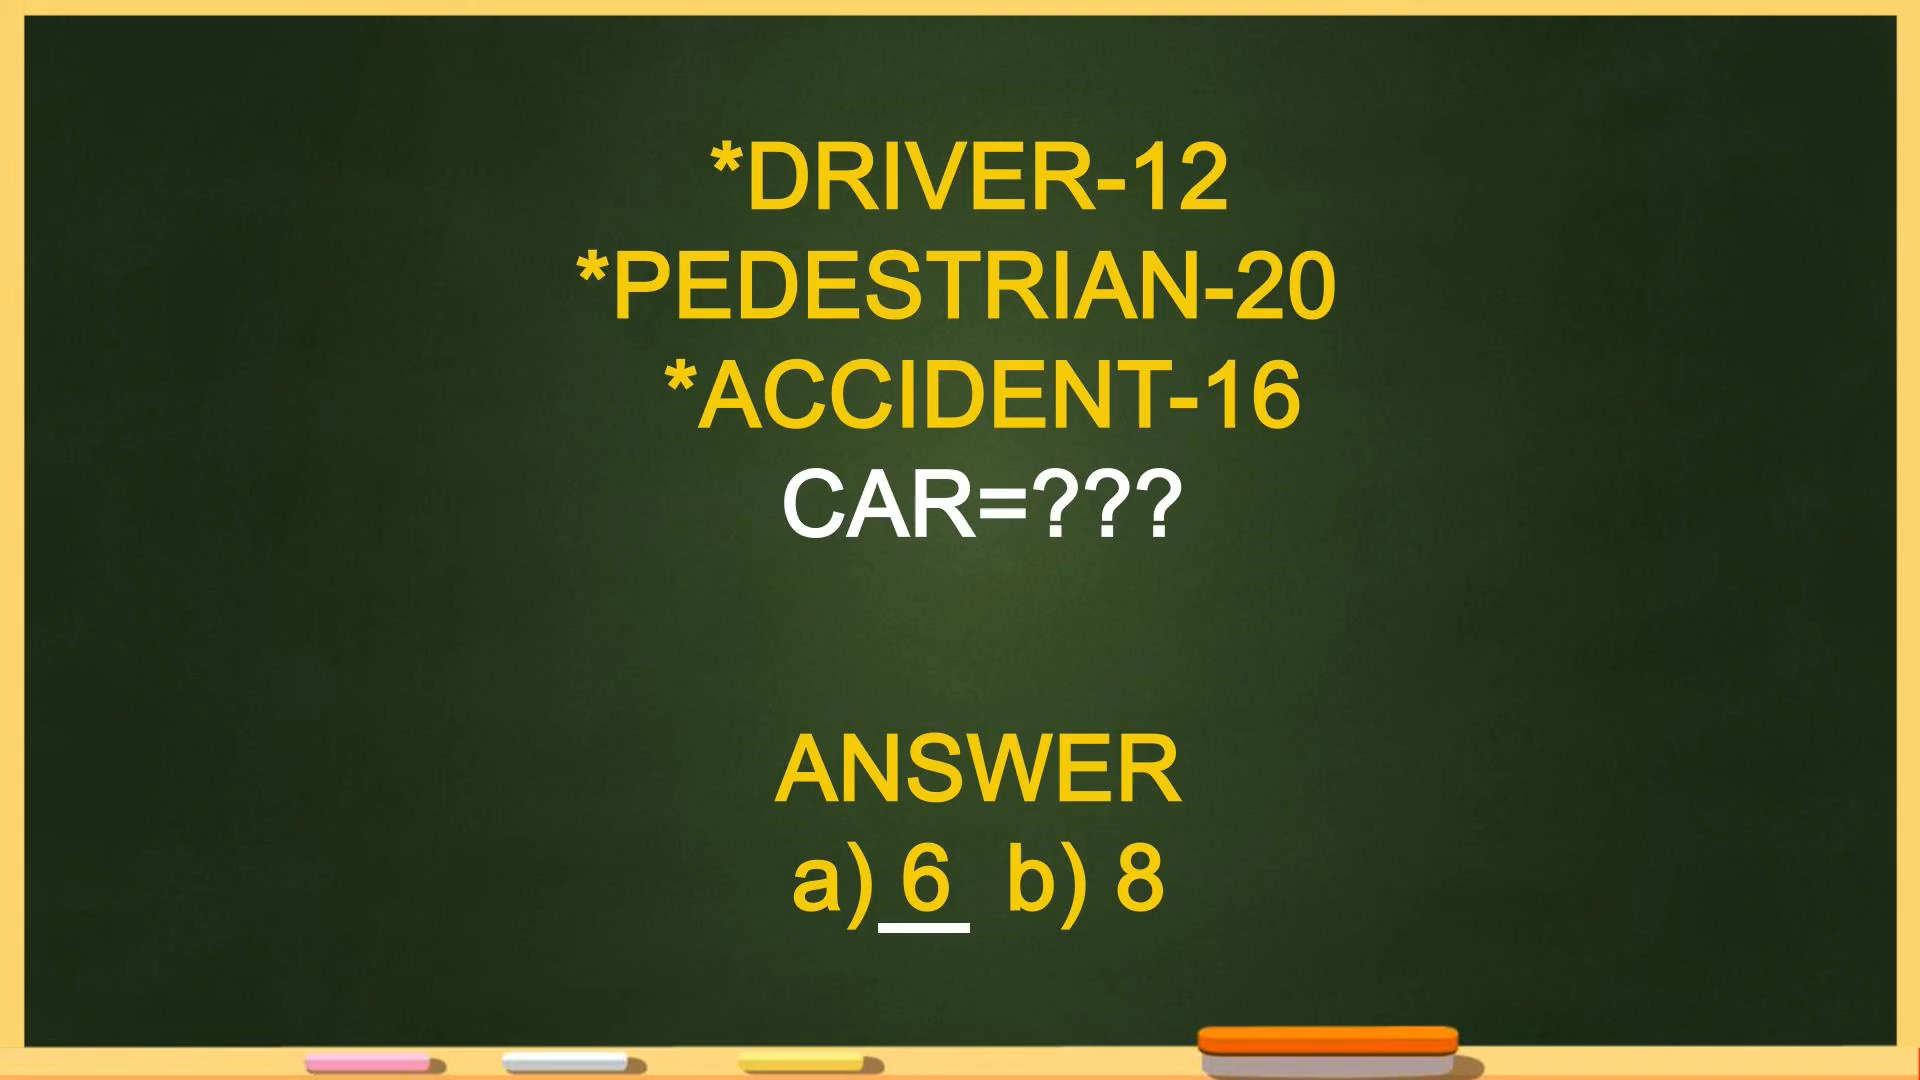 *DRIVER-12
*PEDESTRIAN-20
*ACCIDENT-16
CAR=???
ANSWER
a) 6 b) 8